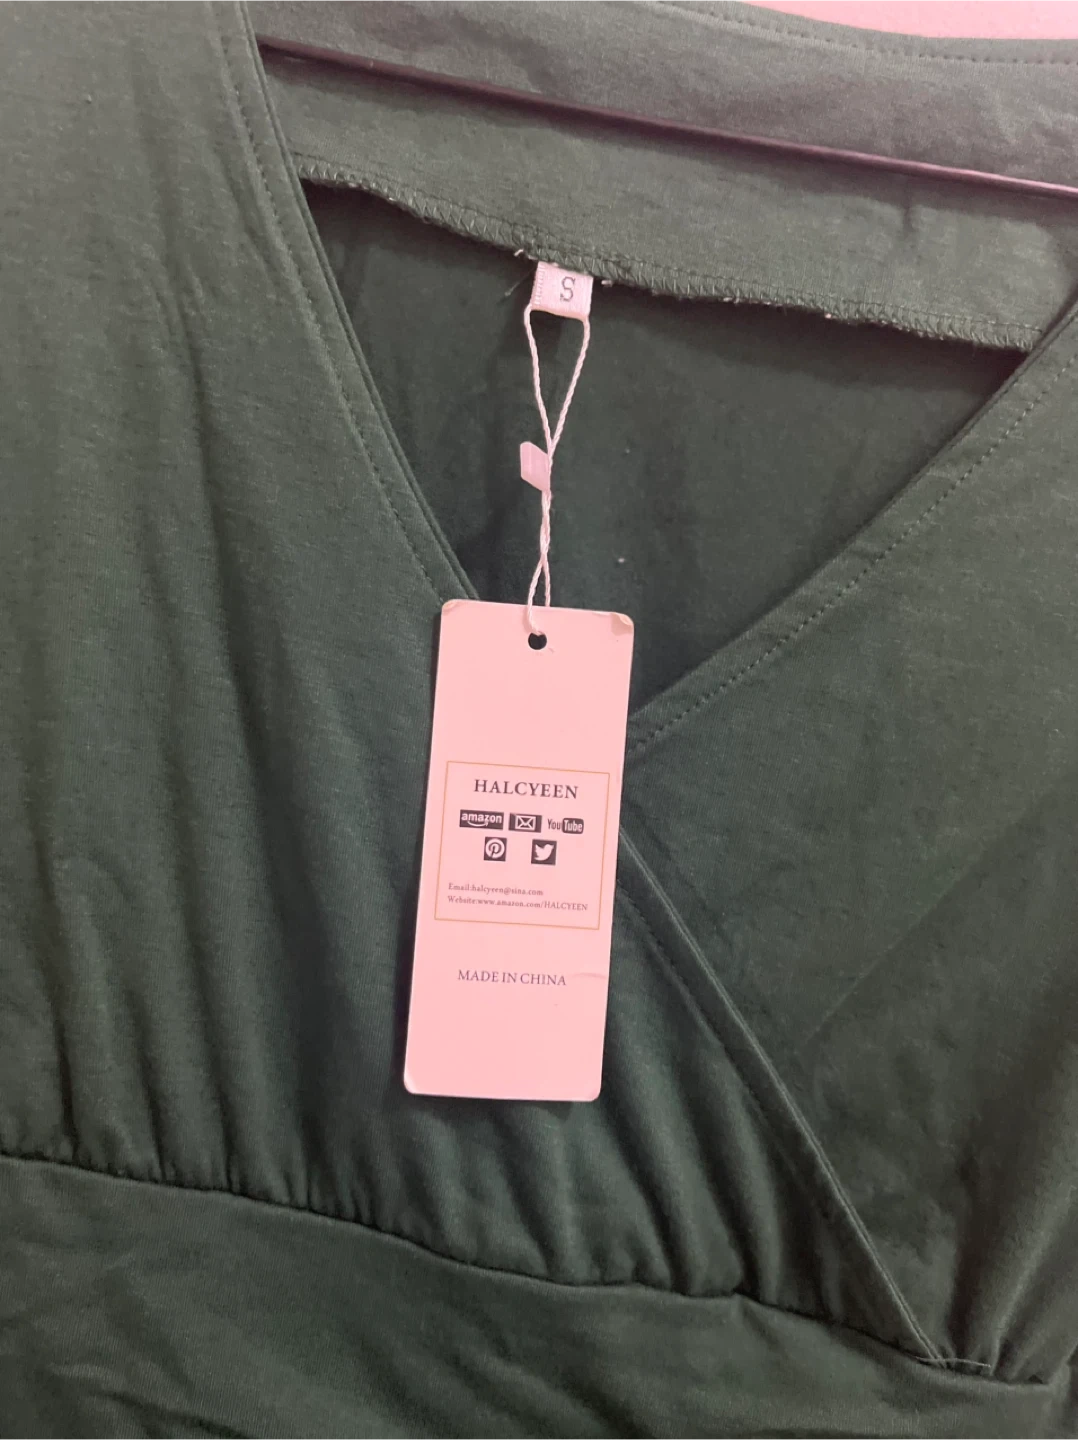 S
HALCYEEN
amazon
YouTube
Email:halcyeen@sina.com
Website:www.amazon.com/HALCYEEN
MADE IN CHINA